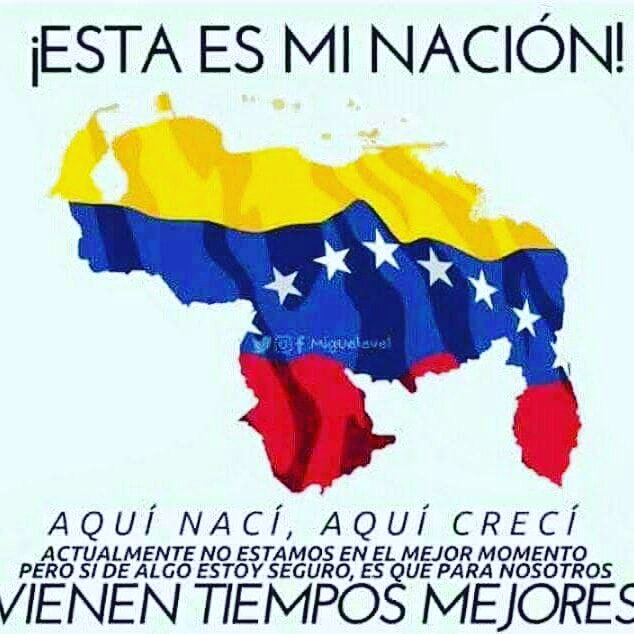 ¡ESTA ES MI NACIÓN!
Miguelavel
AQUÍ NACÍ, AQUÍ CRECÍ
ACTUALMENTE NO ESTAMOS EN EL MEJOR MOMENTO
PERO SI DE ALGO ESTOY SEGURO, ES QUE PARA NOSOTROS
VIENEN TIEMPOS MEJORES